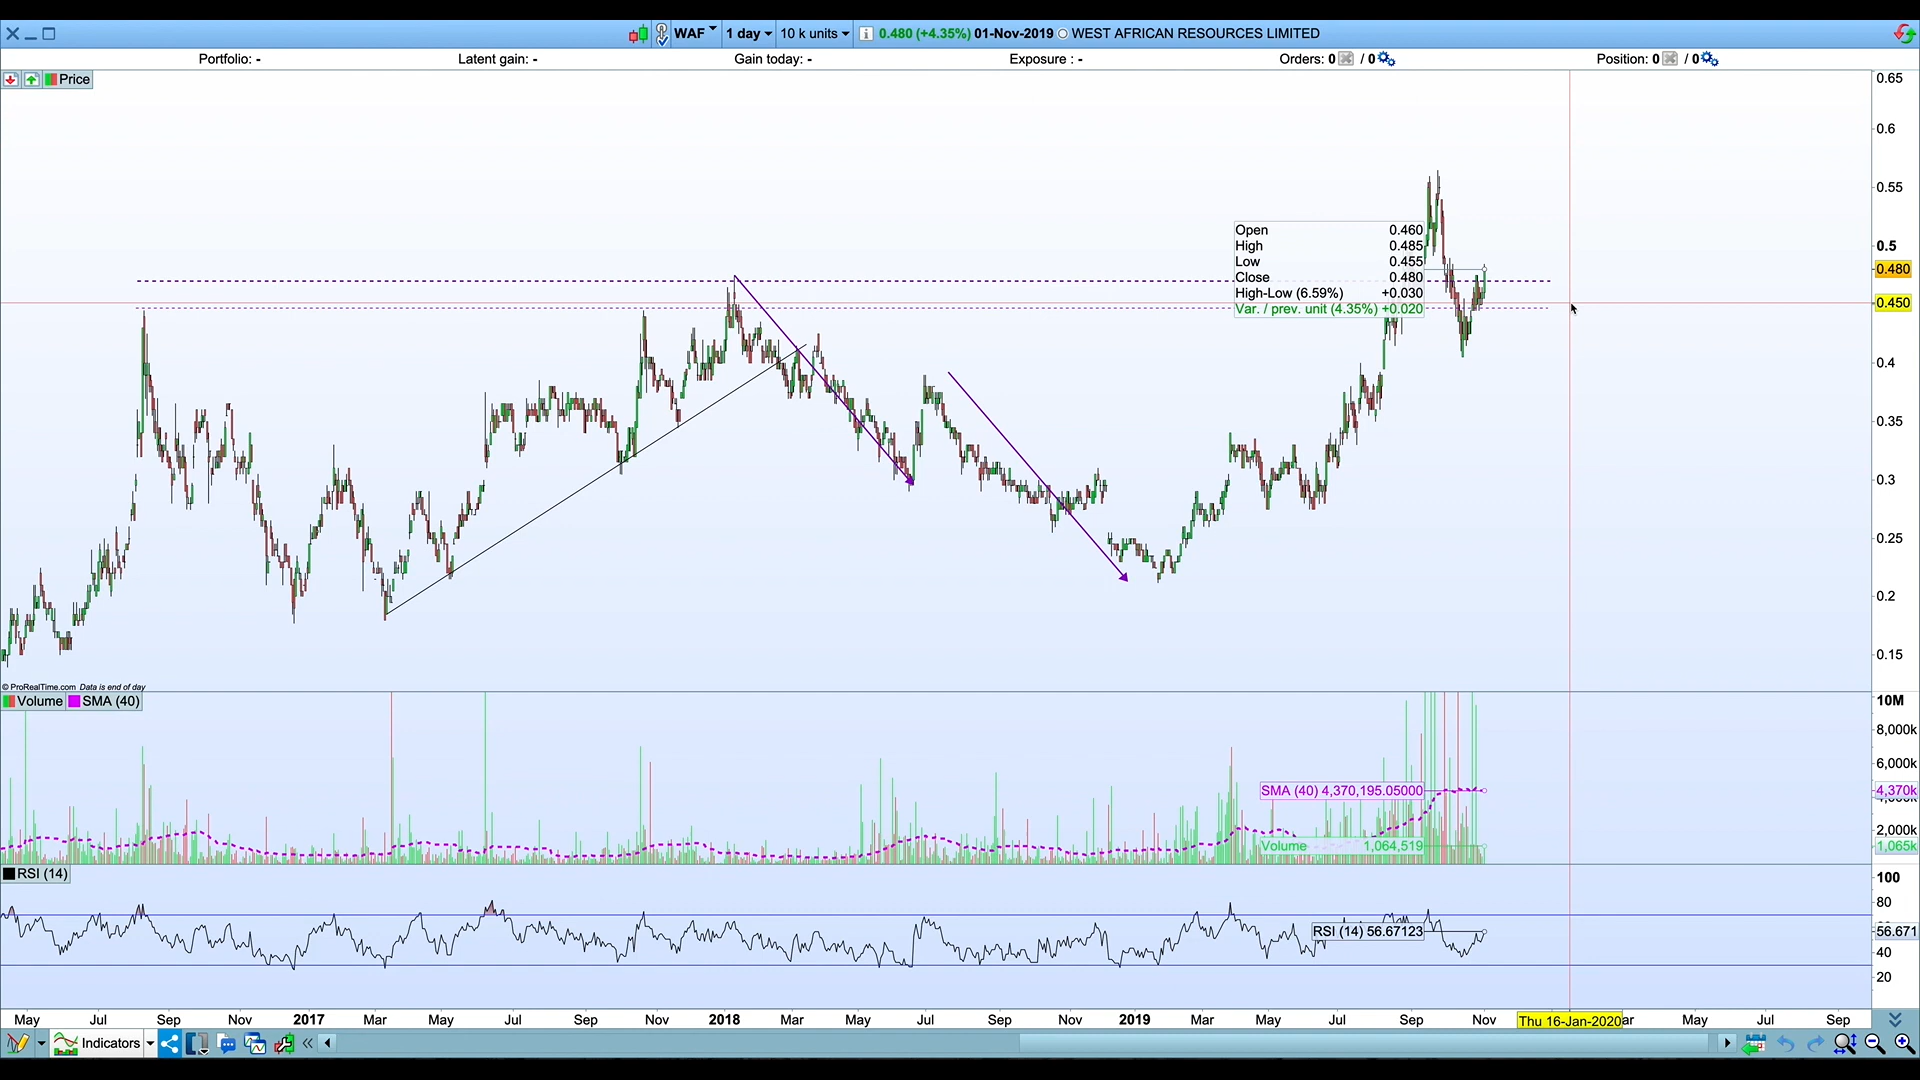 WAF 1 day 10 k units 0.480 (+4.35%) 01-Nov-2019 WEST AFRICAN RESOURCES LIMITED
Portfolio: - Latent gain: - Gain today: - Exposure : - Orders: 0 / 0 Position: 0 / 0
Price
0.65
0.6
0.55
0.5
0.480
0.450
0.4
0.35
0.3
0.25
0.2
0.15
Open 0.460
High 0.485
Low 0.455
Close 0.480
High-Low (6.59%) +0.030
Var. / prev. unit (4.35%) +0.020
© ProRealTime.com Data is end of day
Volume SMA (40)
10M
8,000k
6,000k
4,370k
2,000k
1,065k
SMA (40) 4,370,195.05000
Volume 1,064,519
RSI (14)
100
80
56.671
40
20
RSI (14) 56.67123
May Jul Sep Nov 2017 Mar May Jul Sep Nov 2018 Mar May Jul Sep Nov 2019 Mar May Jul Sep Nov Thu 16-Jan-2020 ar May Jul Sep
Indicators